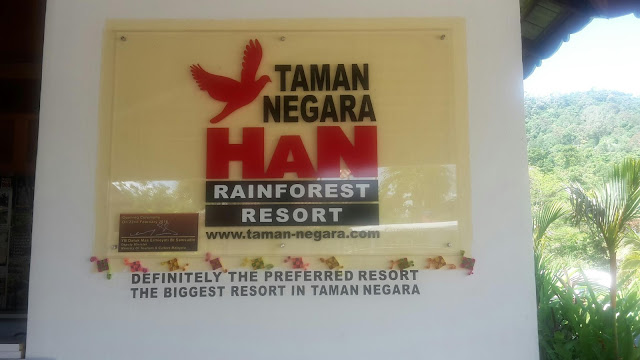 TAMAN
NEGARA
HAN
RAINFOREST
RESORT
www.taman-negara.com
DEFINITELY THE PREFERRED RESORT
THE BIGGEST RESORT IN TAMAN NEGARA